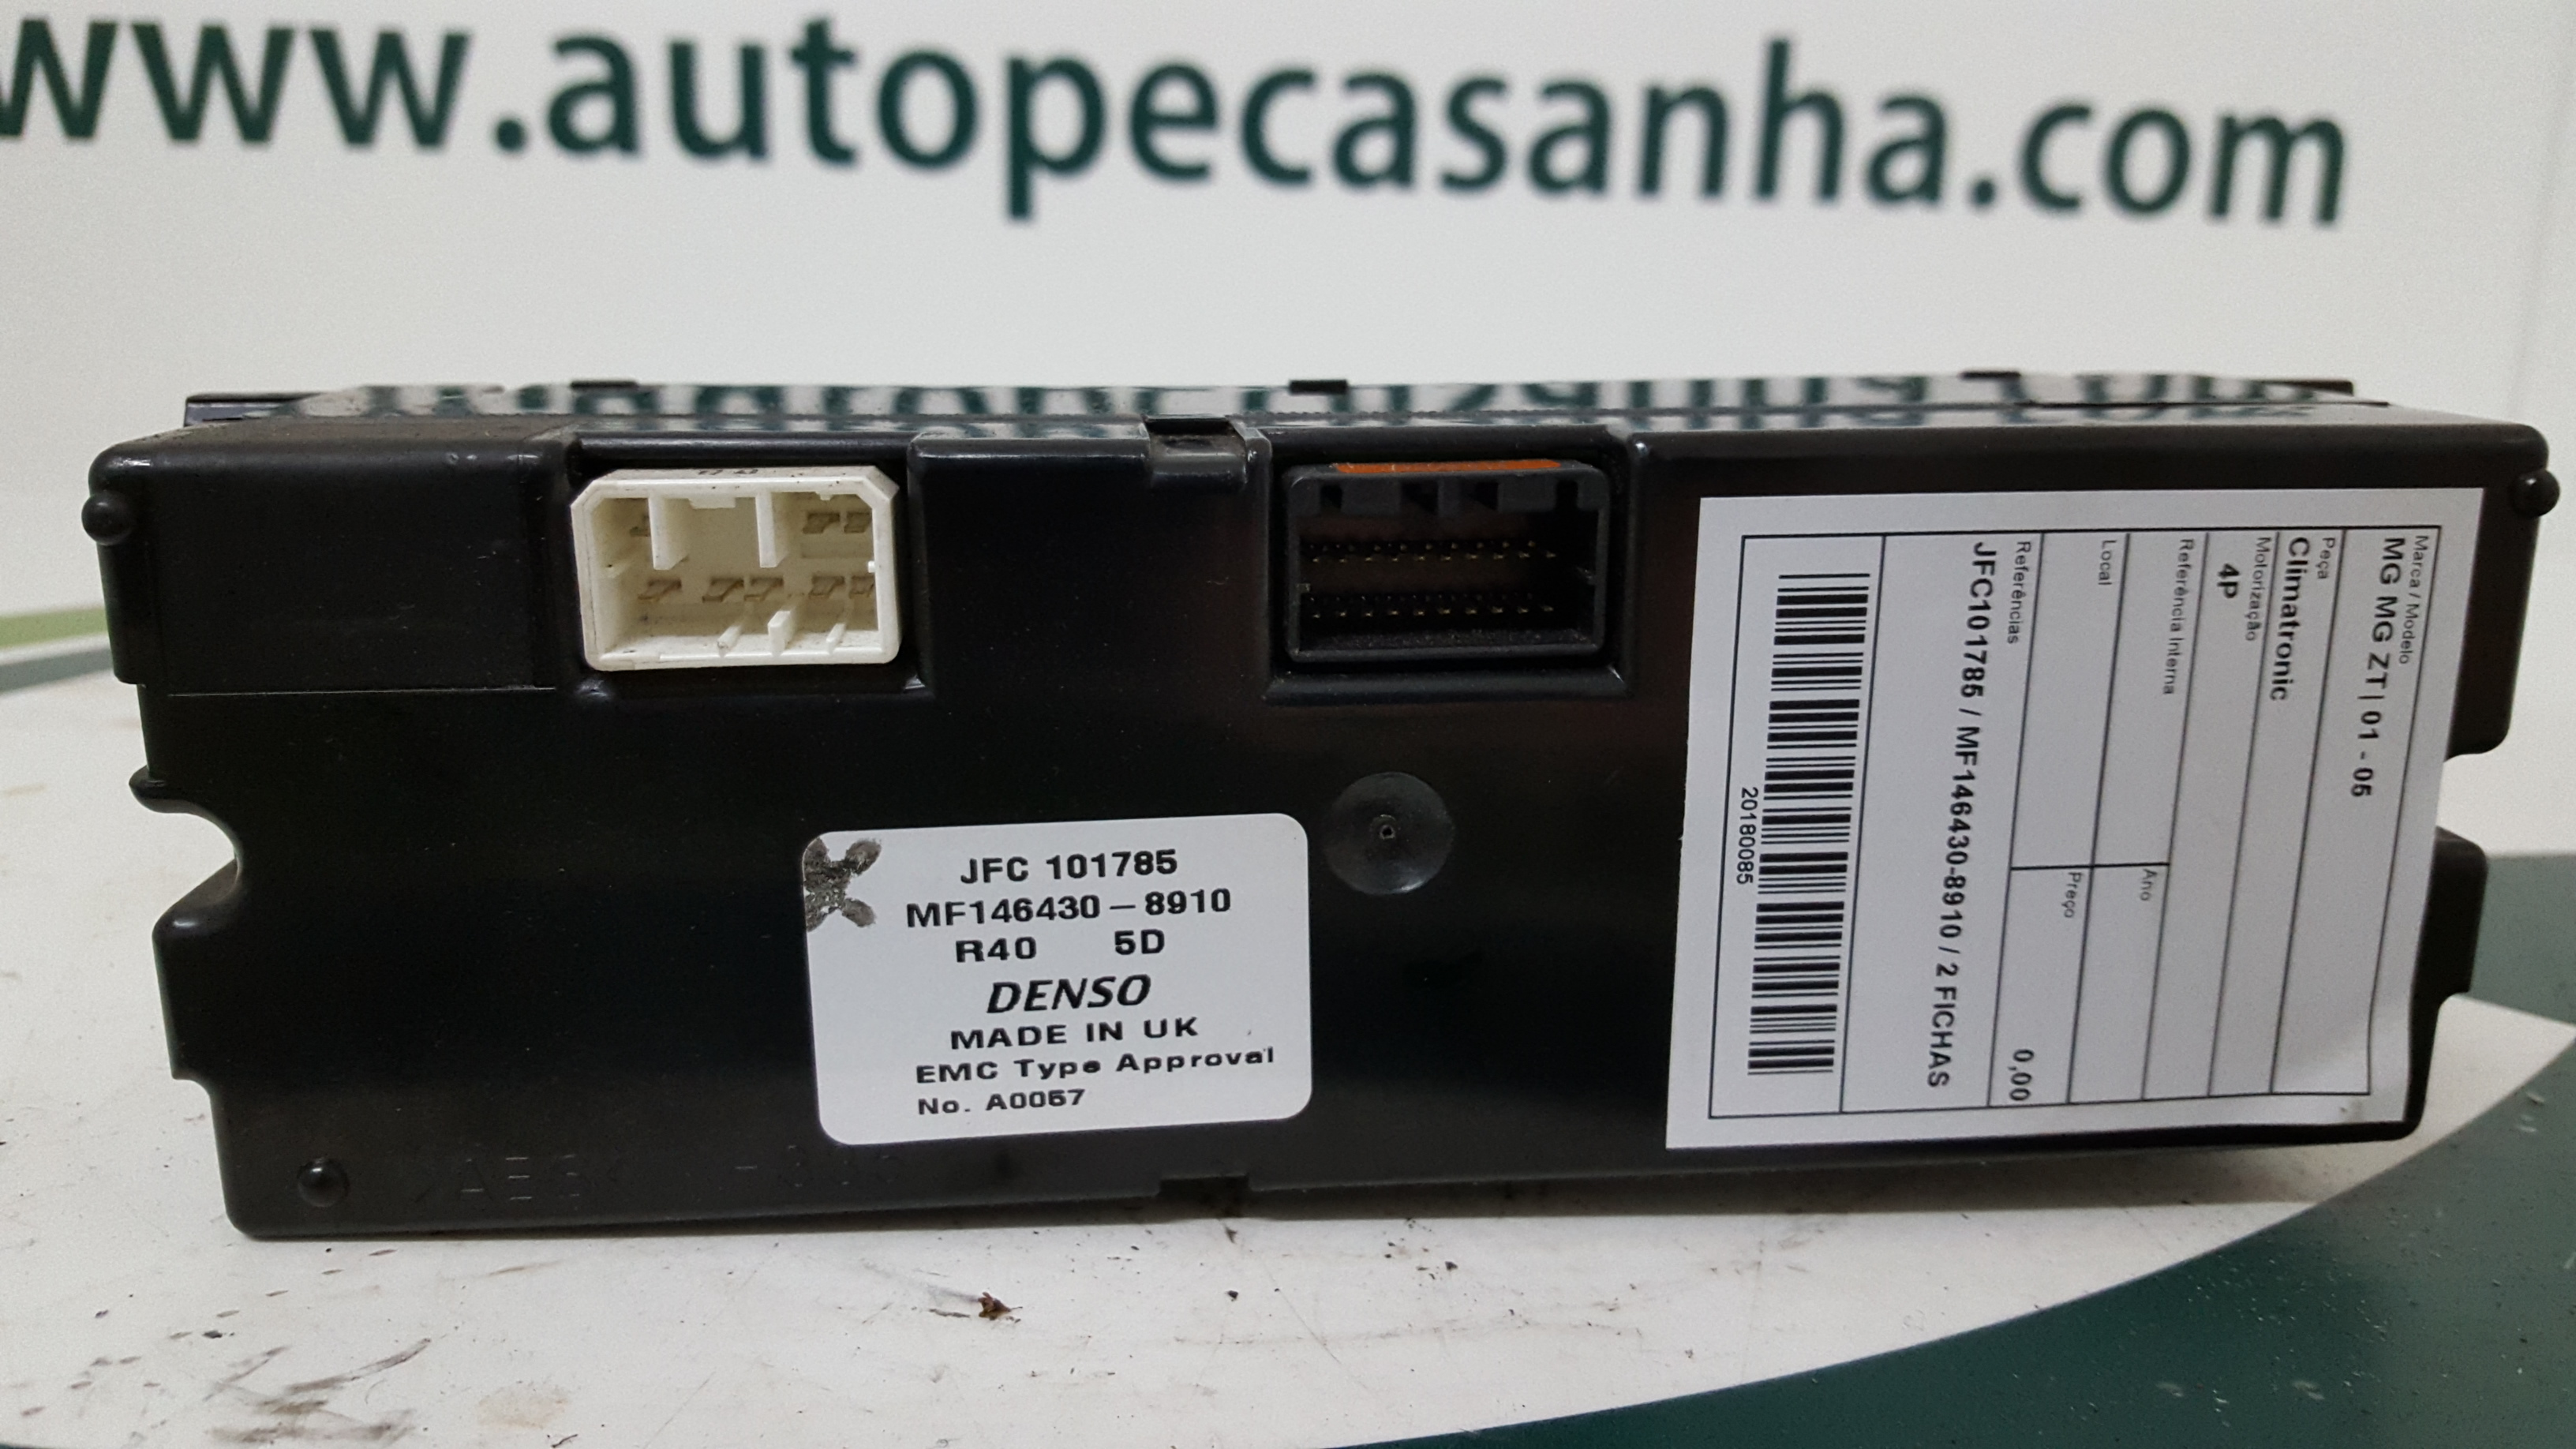 www.autopecasanha.com
JFC 101785
MF146430-8910
R40 5D
DENSO
MADE IN UK
EMC Type Approval
No. A0057
Marca / Modelo
MG MG ZT | 01 - 05
Peça
Climatronic
Motorização
4P
Referência Interna
Ano
Local
Preço
0,00
Referências
JFC101785 / MF146430-8910 / 2 FICHAS
20180085